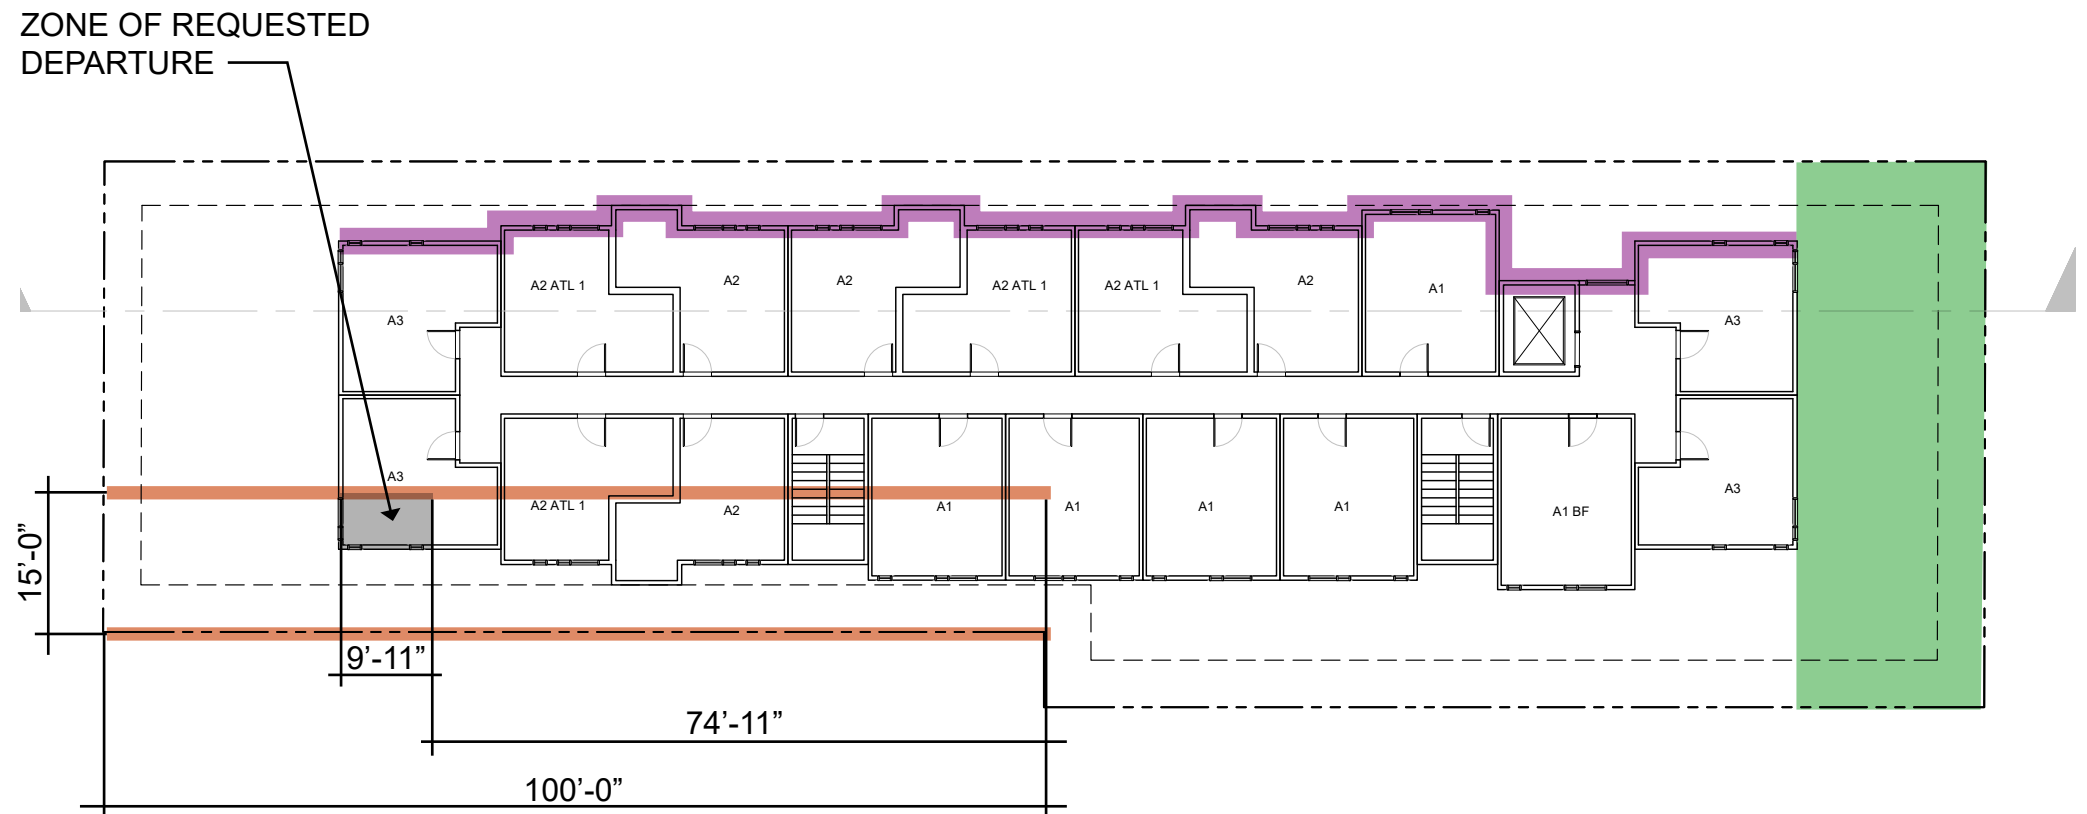 ZONE OF REQUESTED
DEPARTURE
A2 ATL 1
A2
A2
A2 ATL 1
A2 ATL 1
A2
A1
A3
A3
A3
A2 ATL 1
A2
A1
A1
A1
A1
A1 BF
A3
15’-0”
9’-11”
74’-11”
100’-0”